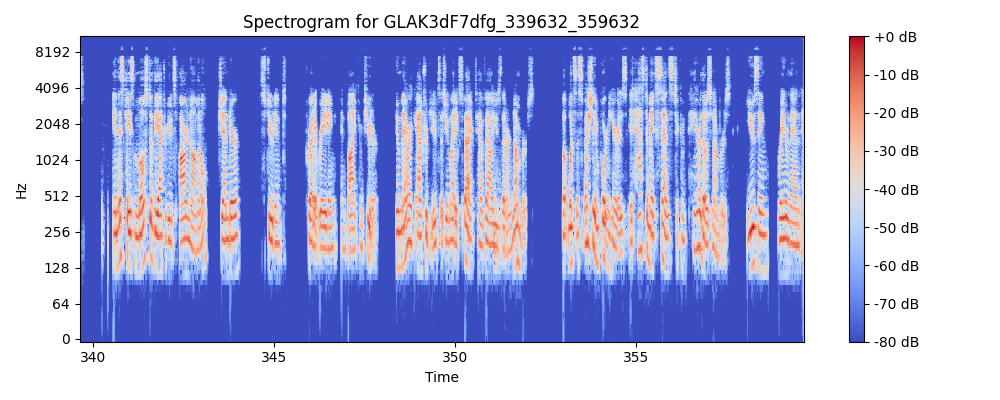 Spectrogram for GLAK3dF7dfg_339632_359632
8192
4096
2048
1024
512
256
128
64
0
Hz
340 345 350 355
Time
+0 dB
-10 dB
-20 dB
-30 dB
-40 dB
-50 dB
-60 dB
-70 dB
-80 dB